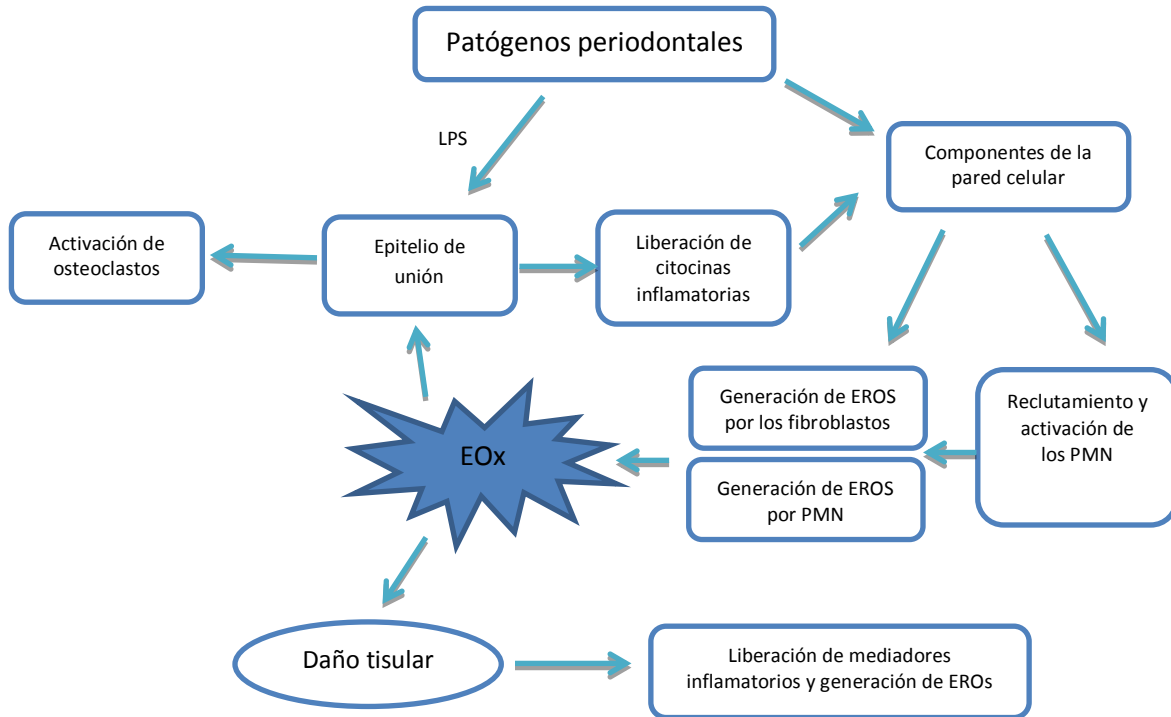 Patógenos periodontales
LPS
Componentes de la
pared celular
Activación de
osteoclastos
Epitelio de
unión
Liberación de
citocinas
inflamatorias
Generación de EROS
por los fibroblastos
Reclutamiento y
activación de
los PMN
EOx
Generación de EROS
por PMN
Daño tisular
Liberación de mediadores
inflamatorios y generación de EROs